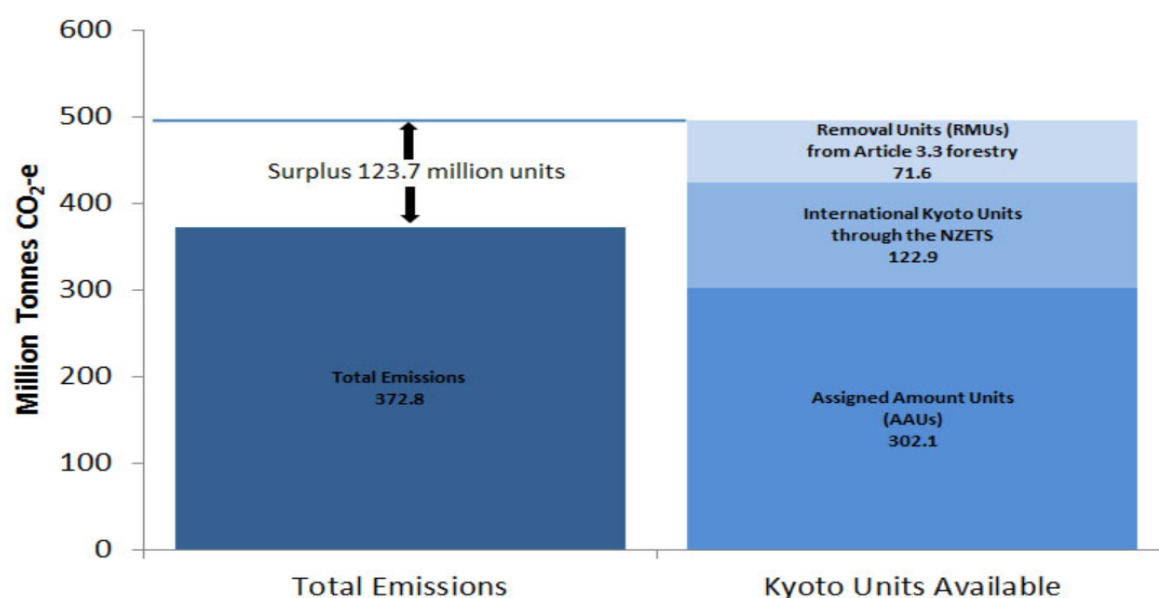 Million Tonnes CO₂-e
600
500
400
300
200
100
0
Surplus 123.7 million units
Total Emissions
372.8
Removal Units (RMUs)
from Article 3.3 forestry
71.6
International Kyoto Units
through the NZETS
122.9
Assigned Amount Units
(AAUs)
302.1
Total Emissions
Kyoto Units Available